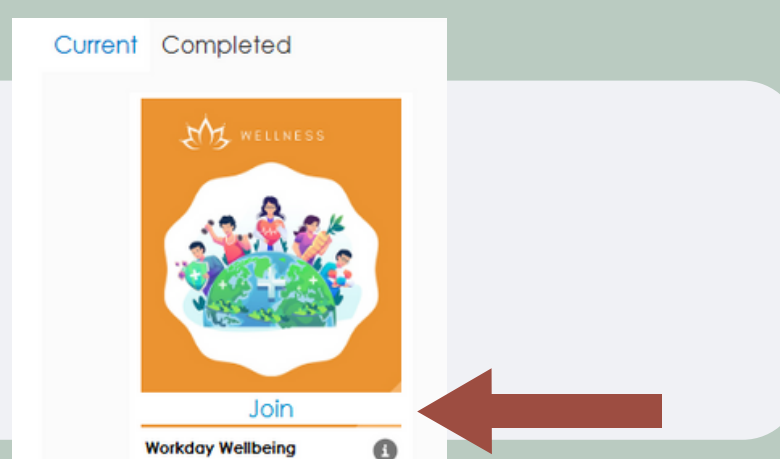 Current Completed
WELLNESS
Join
Workday Wellbeing
i